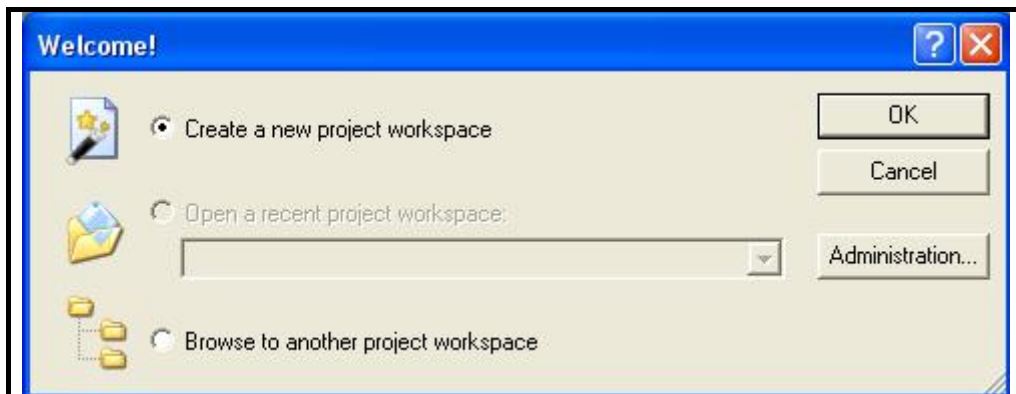 Welcome!
?
Create a new project workspace
OK
Cancel
Open a recent project workspace:
Administration...
Browse to another project workspace